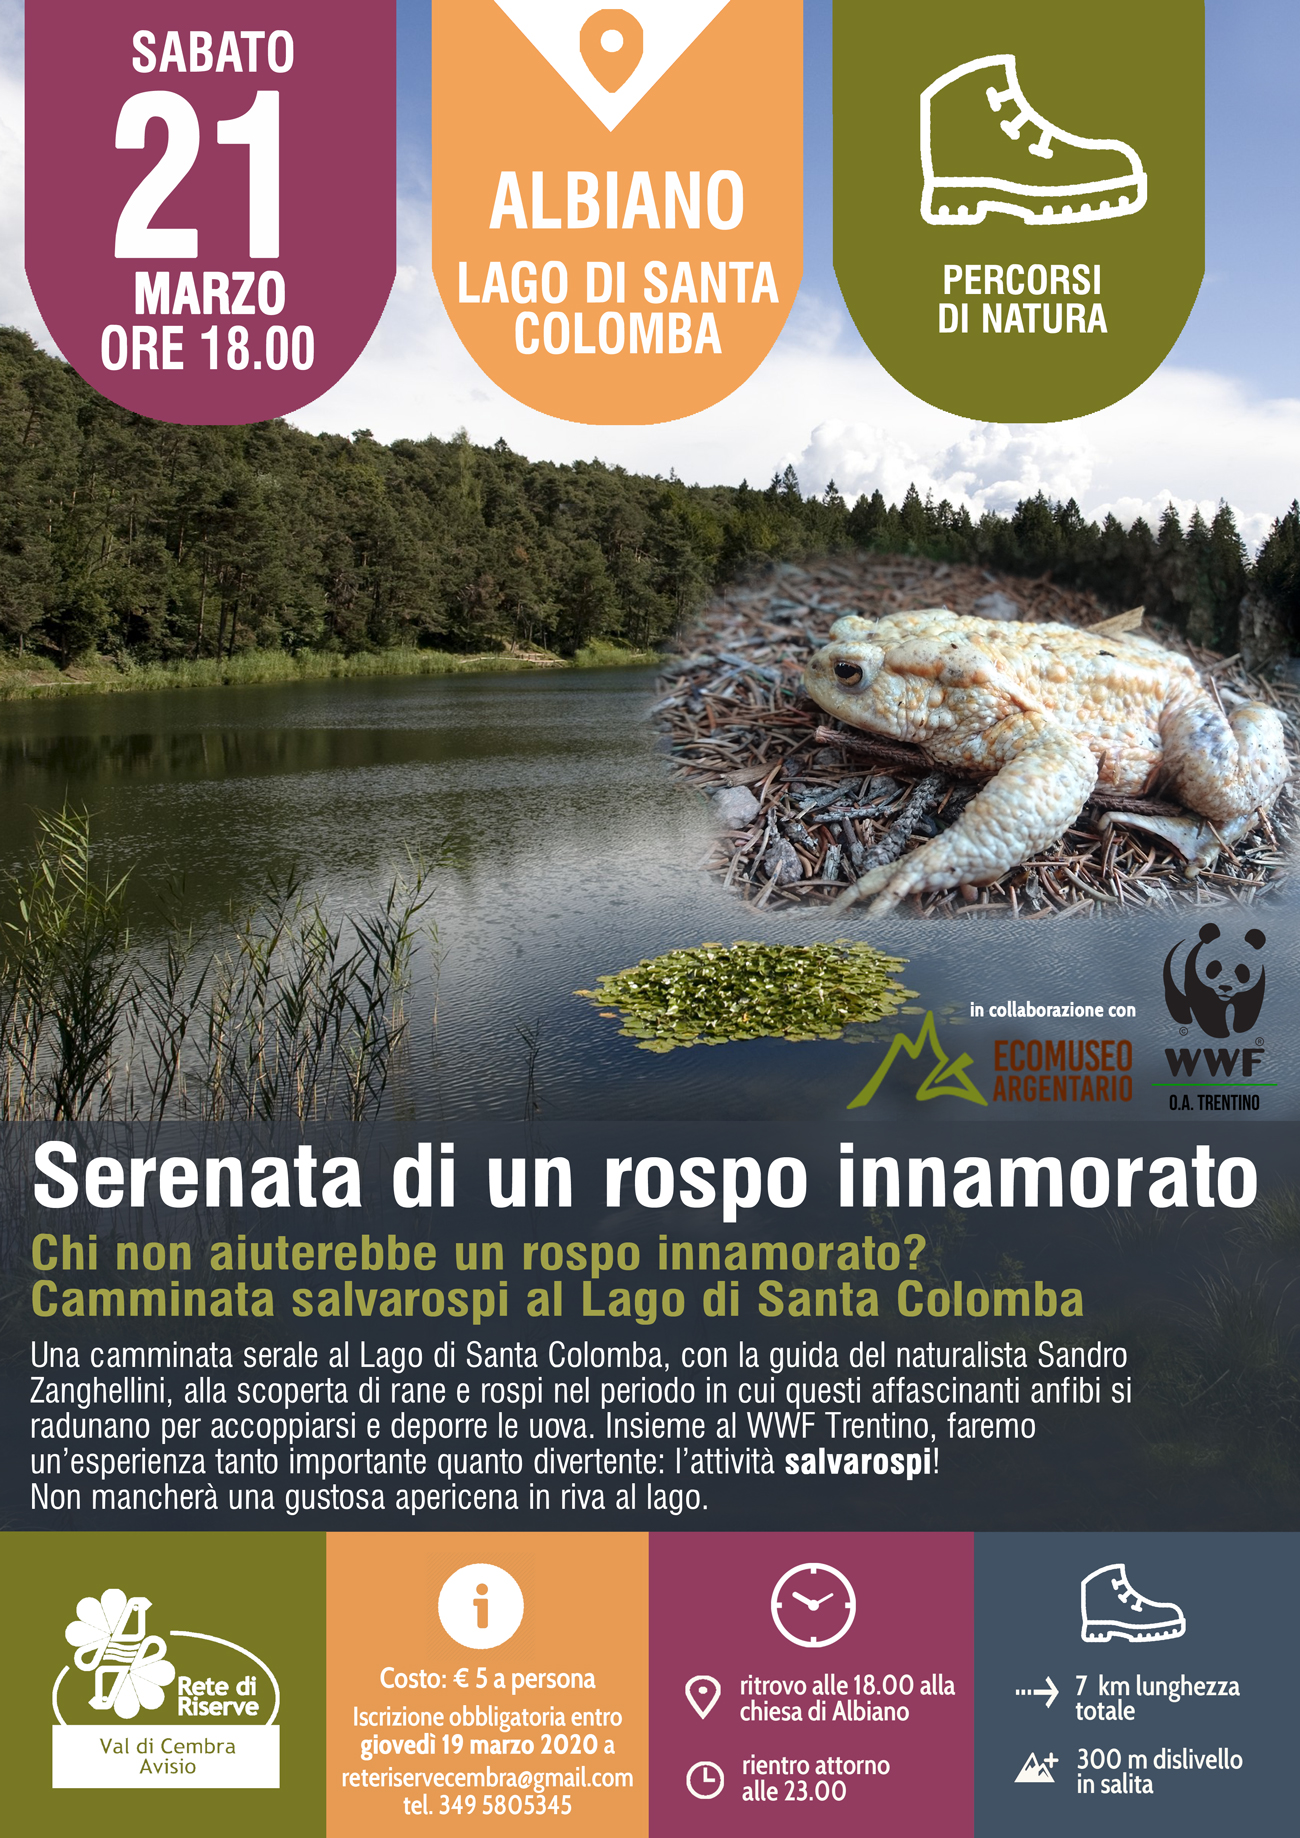 SABATO
21
MARZO
ORE 18.00
ALBIANO
LAGO DI SANTA
COLOMBA
PERCORSI
DI NATURA
in collaborazione con
ECOMUSEO
ARGENTARIO
©
®
WWF
O.A. TRENTINO
Serenata di un rospo innamorato
Chi non aiuterebbe un rospo innamorato?
Camminata salvarospi al Lago di Santa Colomba
Una camminata serale al Lago di Santa Colomba, con la guida del naturalista Sandro
Zanghellini, alla scoperta di rane e rospi nel periodo in cui questi affascinanti anfibi si
radunano per accoppiarsi e deporre le uova. Insieme al WWF Trentino, faremo
un'esperienza tanto importante quanto divertente: l'attività salvarospi!
Non mancherà una gustosa apericena in riva al lago.
Rete di
Riserve
Val di Cembra
Avisio
i
Costo: € 5 a persona
Iscrizione obbligatoria entro
giovedì 19 marzo 2020 a
reteriservecembra@gmail.com
tel. 349 5805345
ritrovo alle 18.00 alla
chiesa di Albiano
rientro attorno
alle 23.00
7 km lunghezza
totale
300 m dislivello
in salita